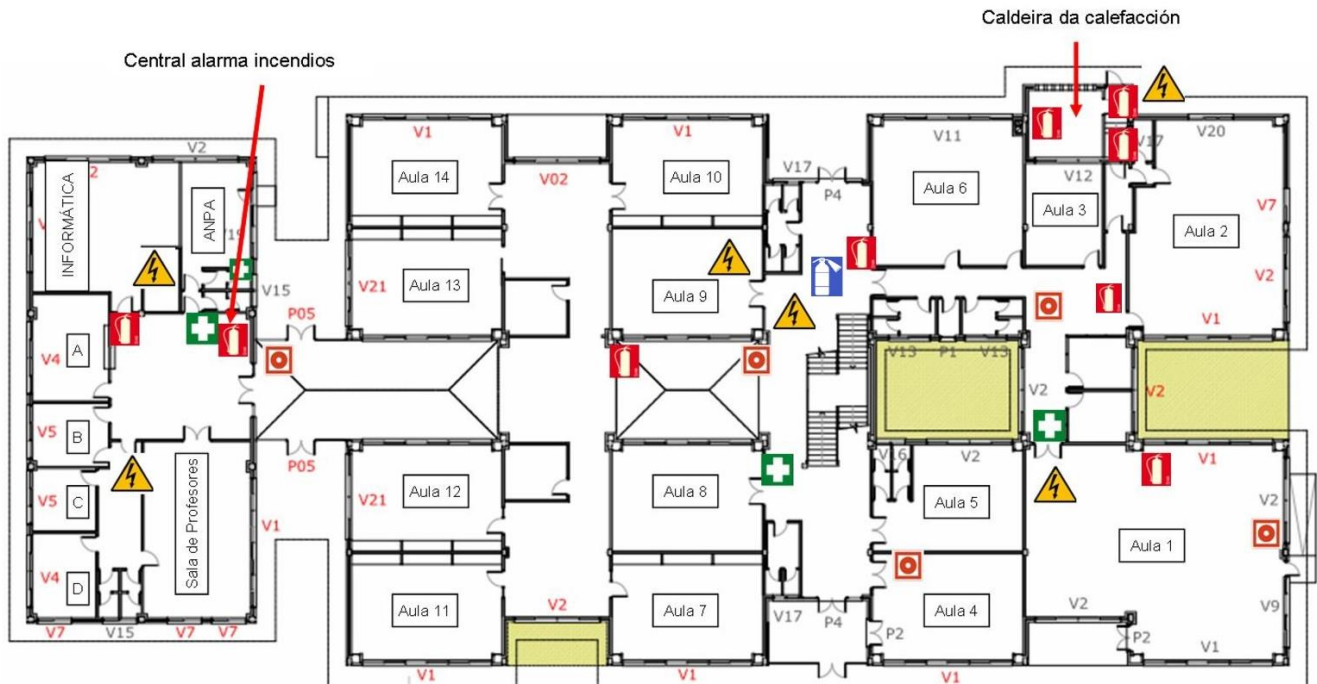 Caldeira da calefacción
Central alarma incendios
V1
V1
V11
V20
V2
V17
V17
V02
P4
V12
INFORMÁTICA
ANPA
Aula 14
Aula 10
Aula 6
Aula 3
Aula 2
V7
V15
V21
Aula 13
Aula 9
V2
P05
V1
A
V4
V13
P1
V13
V2
V2
B
V5
P05
V16
V2
V1
C
V5
Sala de Profesores
V1
V21
Aula 12
Aula 8
Aula 5
V2
Aula 1
D
V4
Aula 11
Aula 7
Aula 4
V7
V15
V7
V7
V2
V17
P4
P2
V2
P2
V9
V1
V1
V1
V1